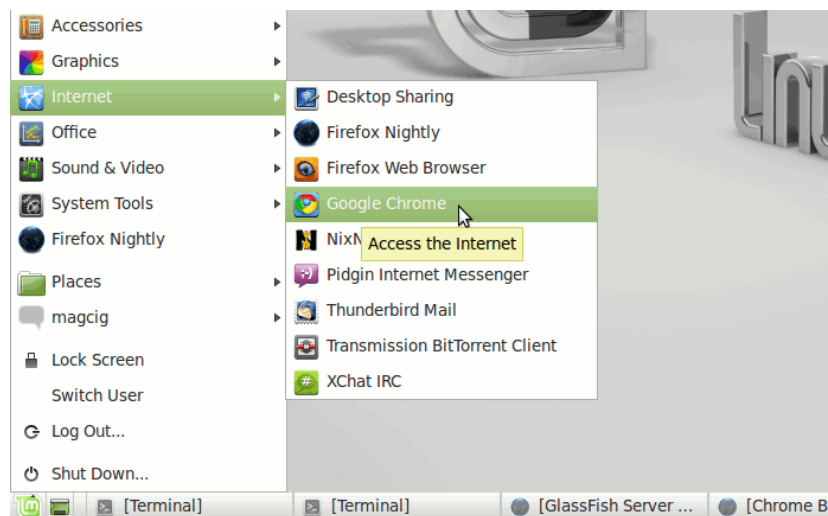 Accessories
Graphics
Internet
Office
Sound & Video
System Tools
Firefox Nightly
Places
magcig
Lock Screen
Switch User
Log Out...
Shut Down...
Desktop Sharing
Firefox Nightly
Firefox Web Browser
Google Chrome
Access the Internet
Pidgin Internet Messenger
Thunderbird Mail
Transmission BitTorrent Client
XChat IRC
[Terminal]
[Terminal]
[GlassFish Server ...
[Chrome B